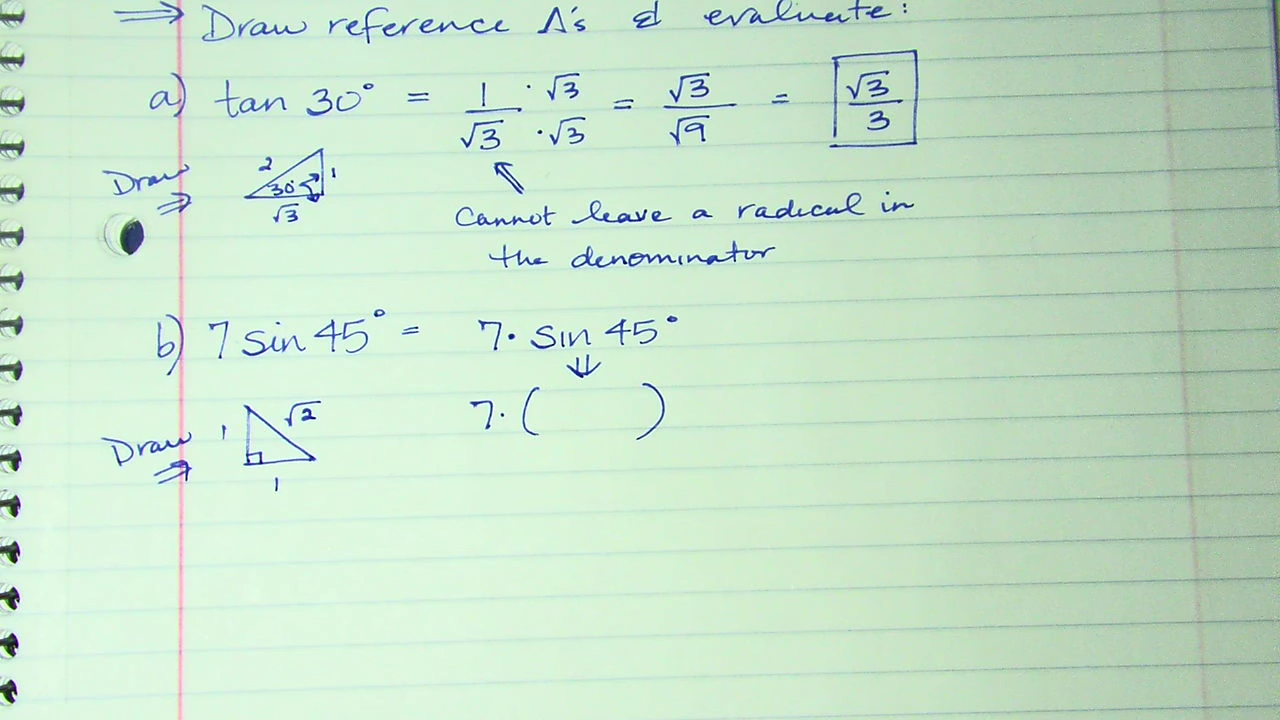 ⇒ Draw reference Δ's & evaluate:
a) tan 30° = 1/√3 · √3/√3 = √3/√9 = √3/3
Draw ⇒ 2 30° 1 √3
Cannot leave a radical in
the denominator
b) 7 sin 45° = 7 · sin 45°
⇓
7 · ( )
Draw ⇒ 1 √2 1